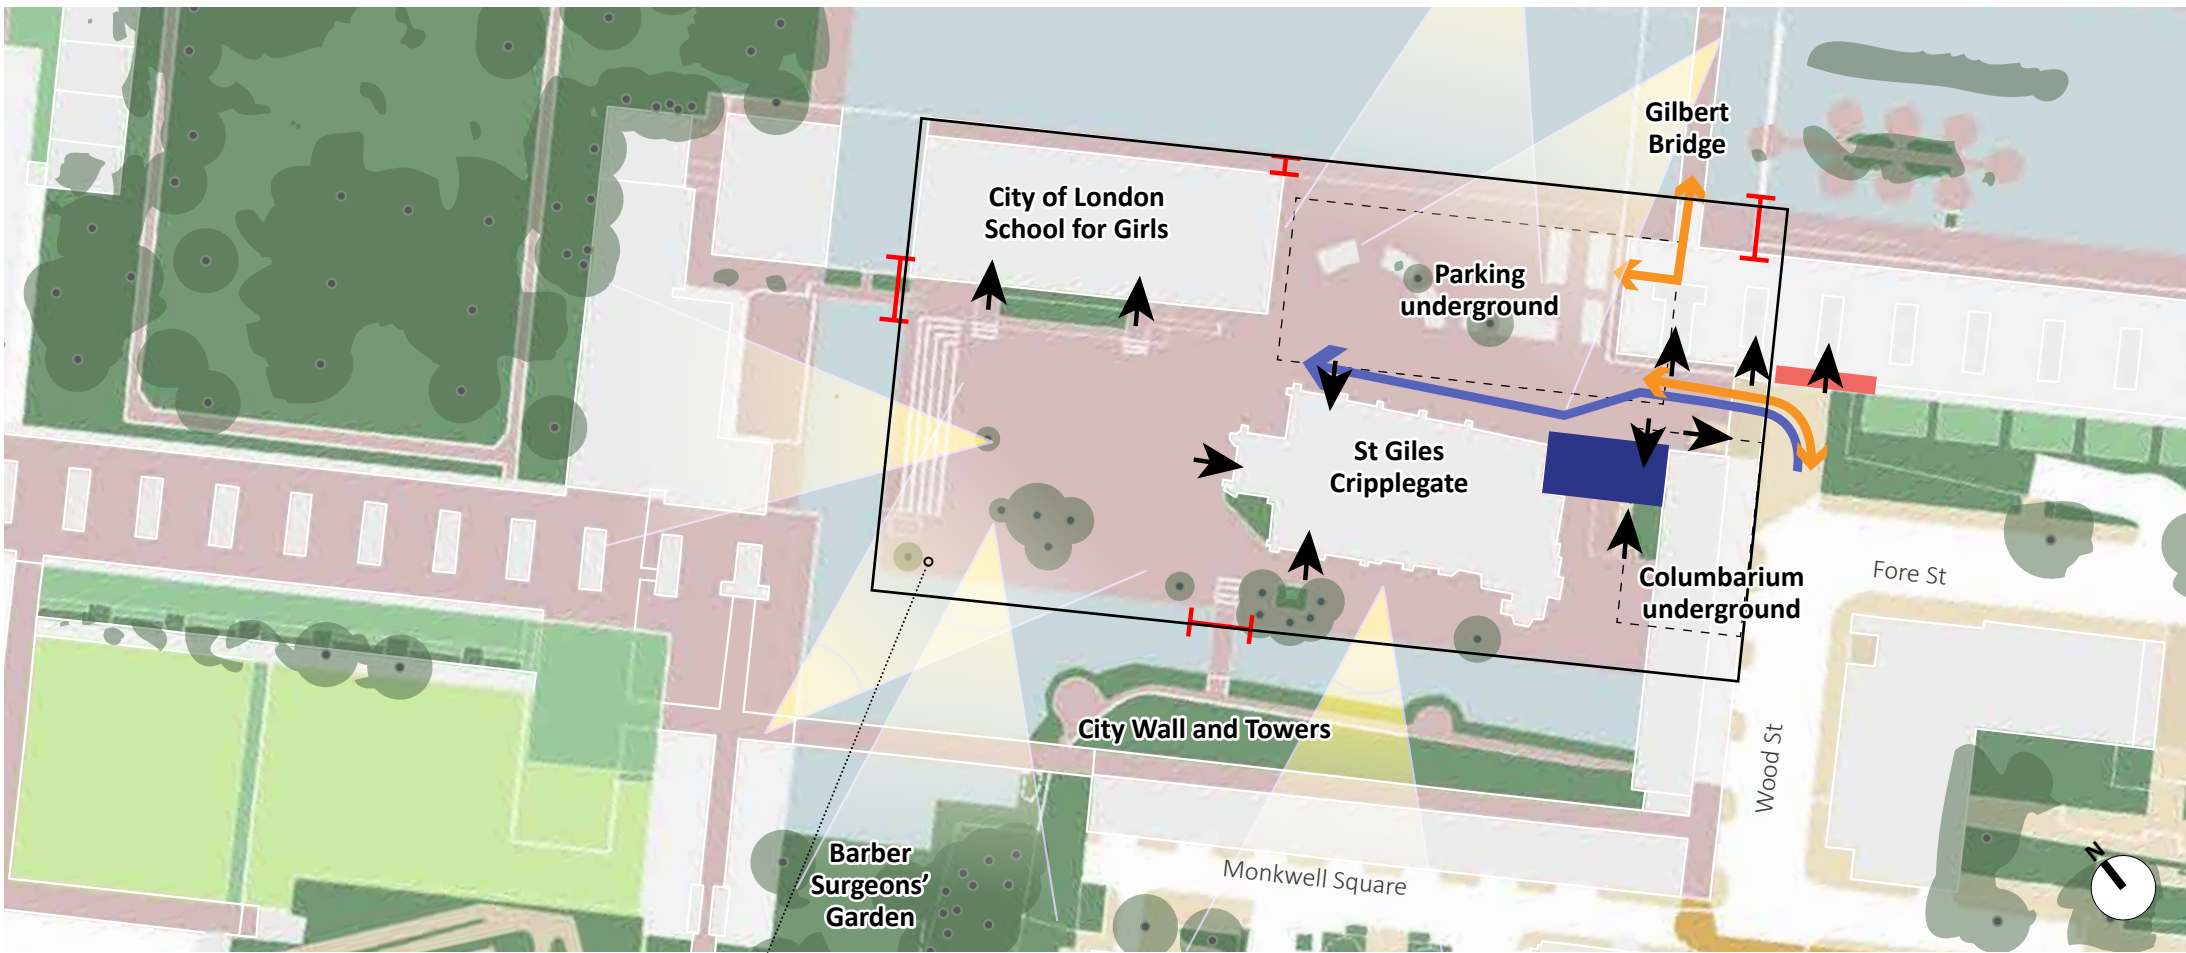 Gilbert
Bridge
City of London
School for Girls
Parking
underground
St Giles
Cripplegate
Columbarium
underground
Fore St
City Wall and Towers
Wood St
Barber
Surgeons’
Garden
Monkwell Square
N